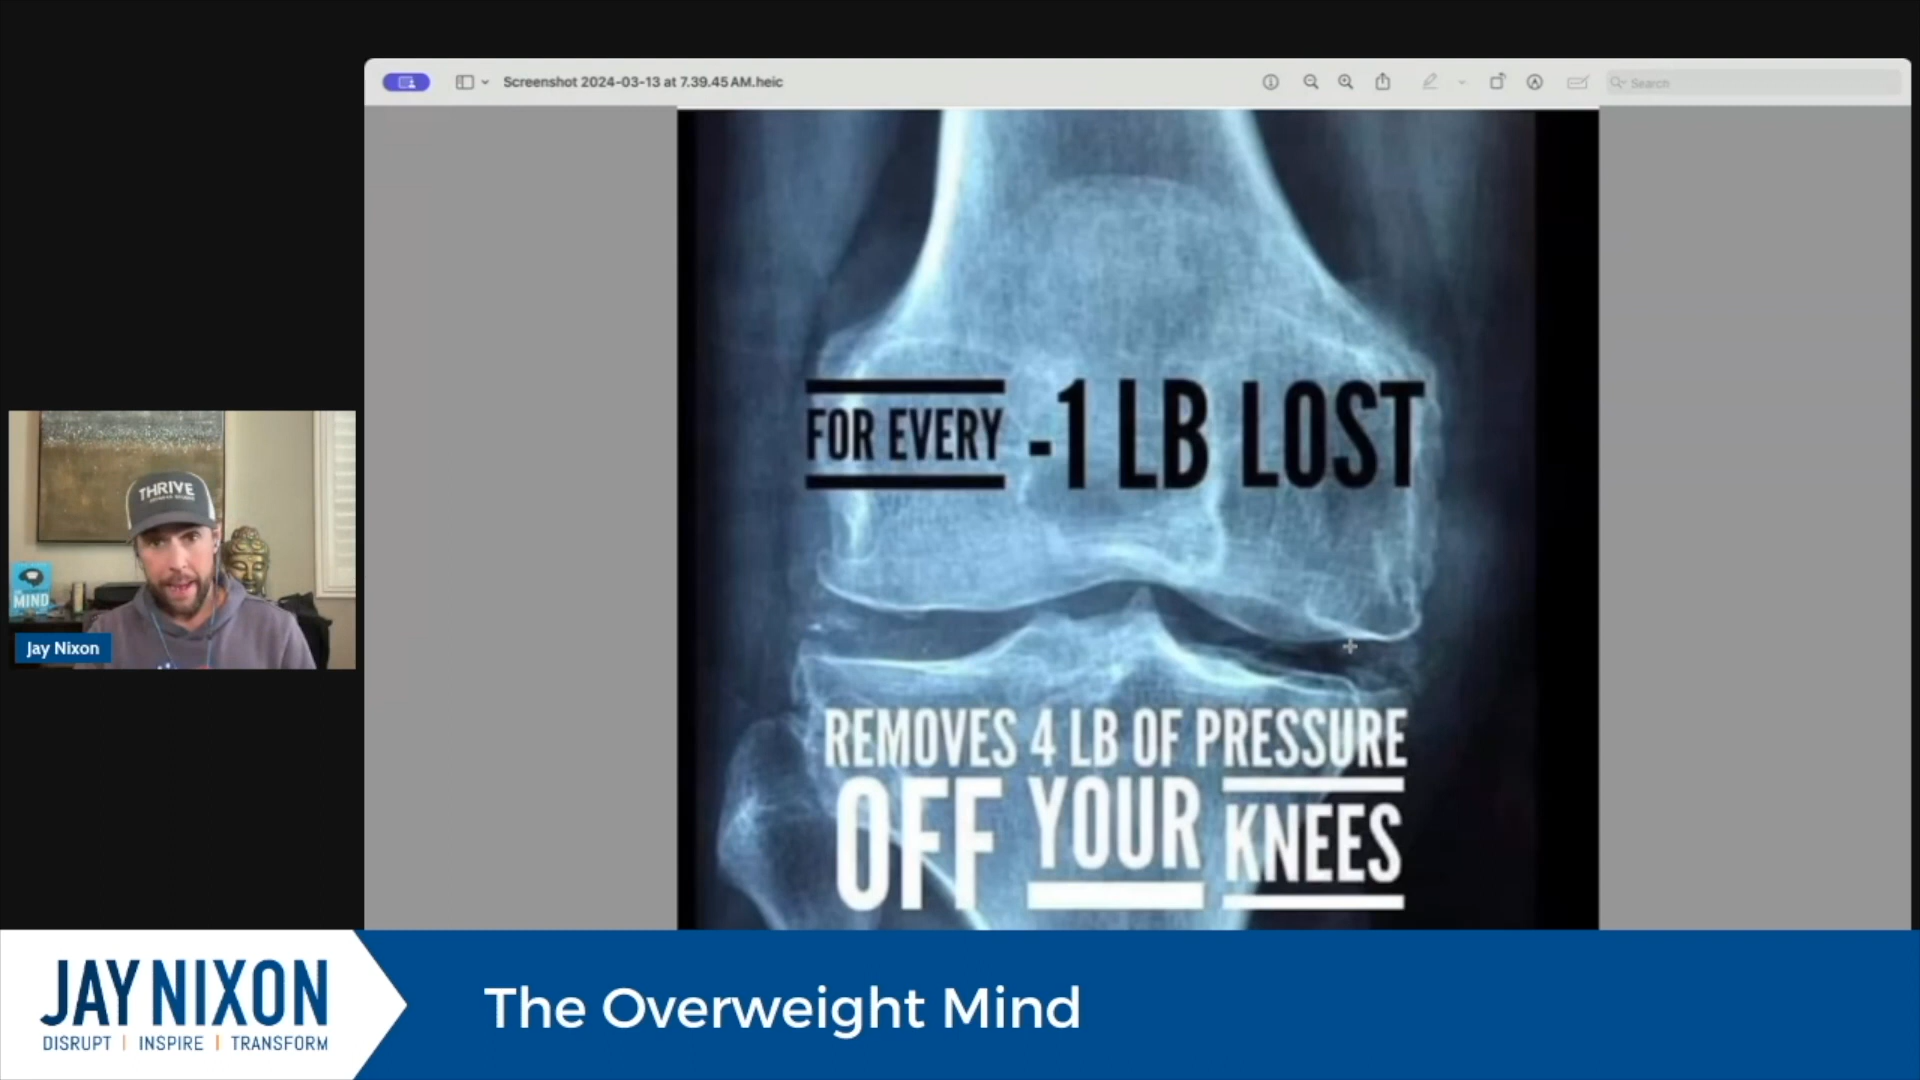 Screenshot 2024-03-13 at 7.39.45 AM.heic
Search
FOR EVERY -1 LB LOST
REMOVES 4 LB OF PRESSURE
OFF YOUR KNEES
THRIVE
MIND
Jay Nixon
JAY NIXON
DISRUPT | INSPIRE | TRANSFORM
The Overweight Mind